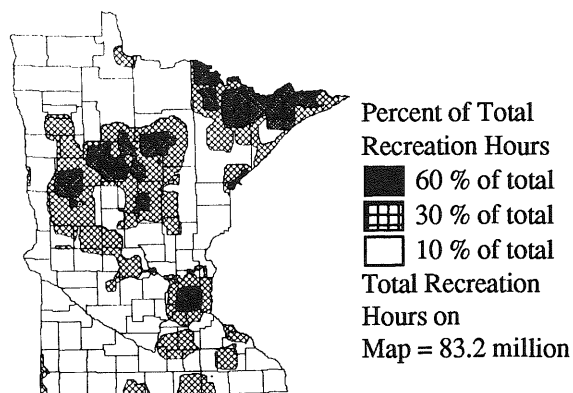 Percent of Total
Recreation Hours
60 % of total
30 % of total
10 % of total
Total Recreation
Hours on
Map = 83.2 million